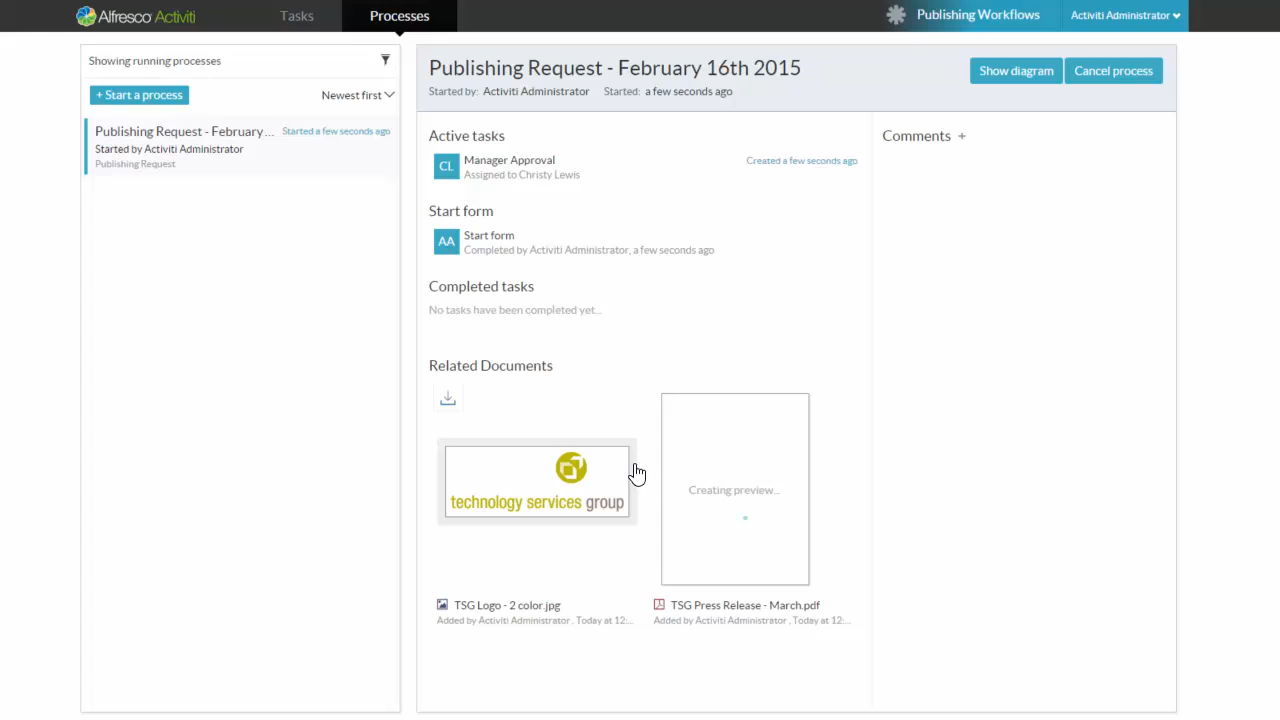 Alfresco Activiti
Tasks
Processes
Publishing Workflows
Activiti Administrator
Showing running processes
+ Start a process
Newest first
Publishing Request - February ...
Started a few seconds ago
Started by Activiti Administrator
Publishing Request
Publishing Request - February 16th 2015
Started by: Activiti Administrator Started: a few seconds ago
Show diagram
Cancel process
Active tasks
CL
Manager Approval
Created a few seconds ago
Assigned to Christy Lewis
Start form
AA
Start form
Completed by Activiti Administrator, a few seconds ago
Completed tasks
No tasks have been completed yet...
Related Documents
technology services group
Creating preview...
TSG Logo - 2 color.jpg
Added by Activiti Administrator , Today at 12:...
TSG Press Release - March.pdf
Added by Activiti Administrator , Today at 12:...
Comments +